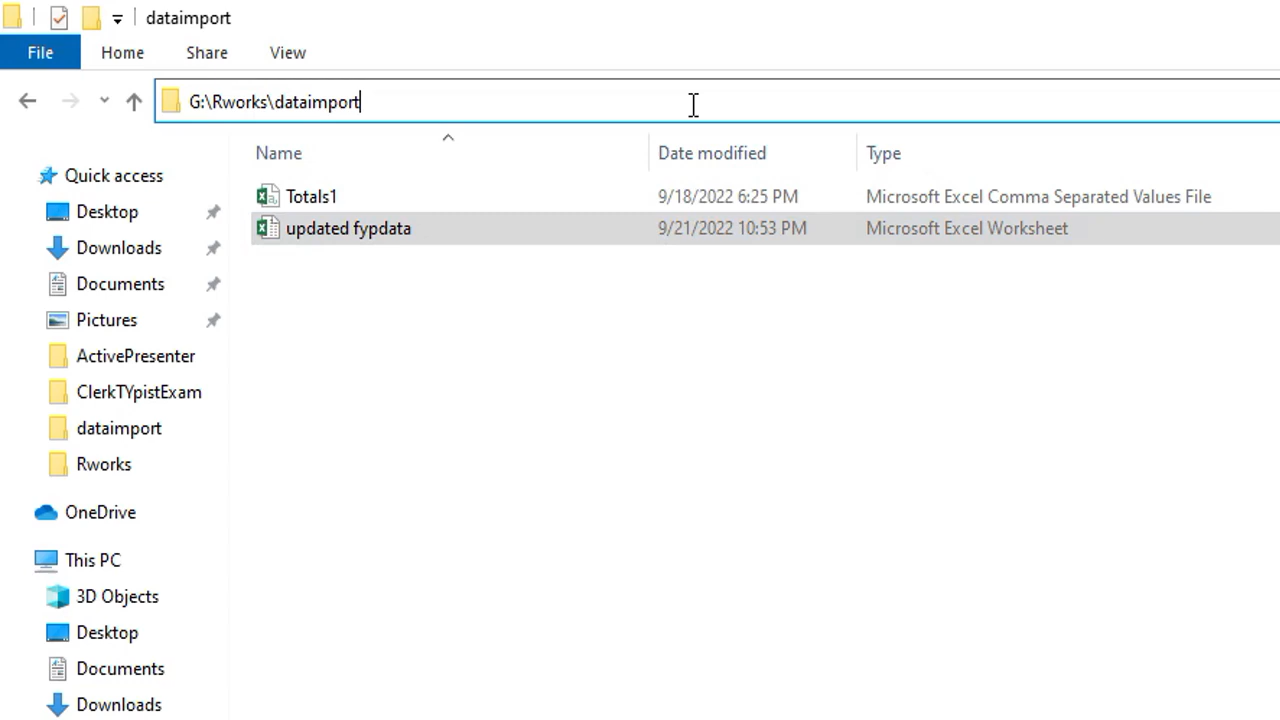 dataimport
File Home Share View
G:\Rworks\dataimport
Name Date modified Type
Totals1 9/18/2022 6:25 PM Microsoft Excel Comma Separated Values File
updated fypdata 9/21/2022 10:53 PM Microsoft Excel Worksheet
Quick access
Desktop
Downloads
Documents
Pictures
ActivePresenter
ClerkTYpistExam
dataimport
Rworks
OneDrive
This PC
3D Objects
Desktop
Documents
Downloads